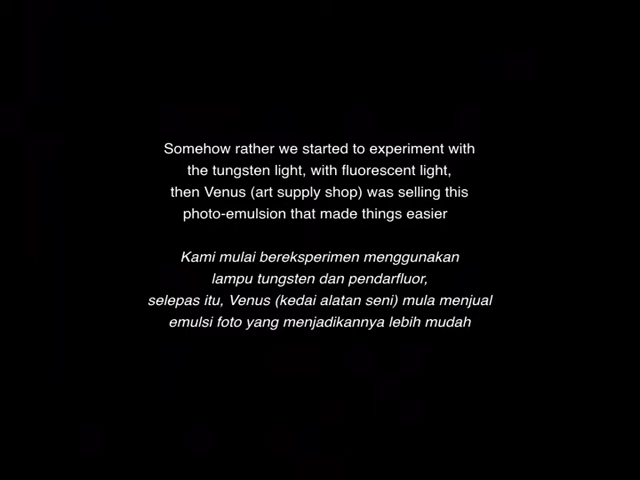 Somehow rather we started to experiment with
the tungsten light, with fluorescent light,
then Venus (art supply shop) was selling this
photo-emulsion that made things easier
Kami mulai bereksperimen menggunakan
lampu tungsten dan pendarfluor,
selepas itu, Venus (kedai alatan seni) mula menjual
emulsi foto yang menjadikannya lebih mudah